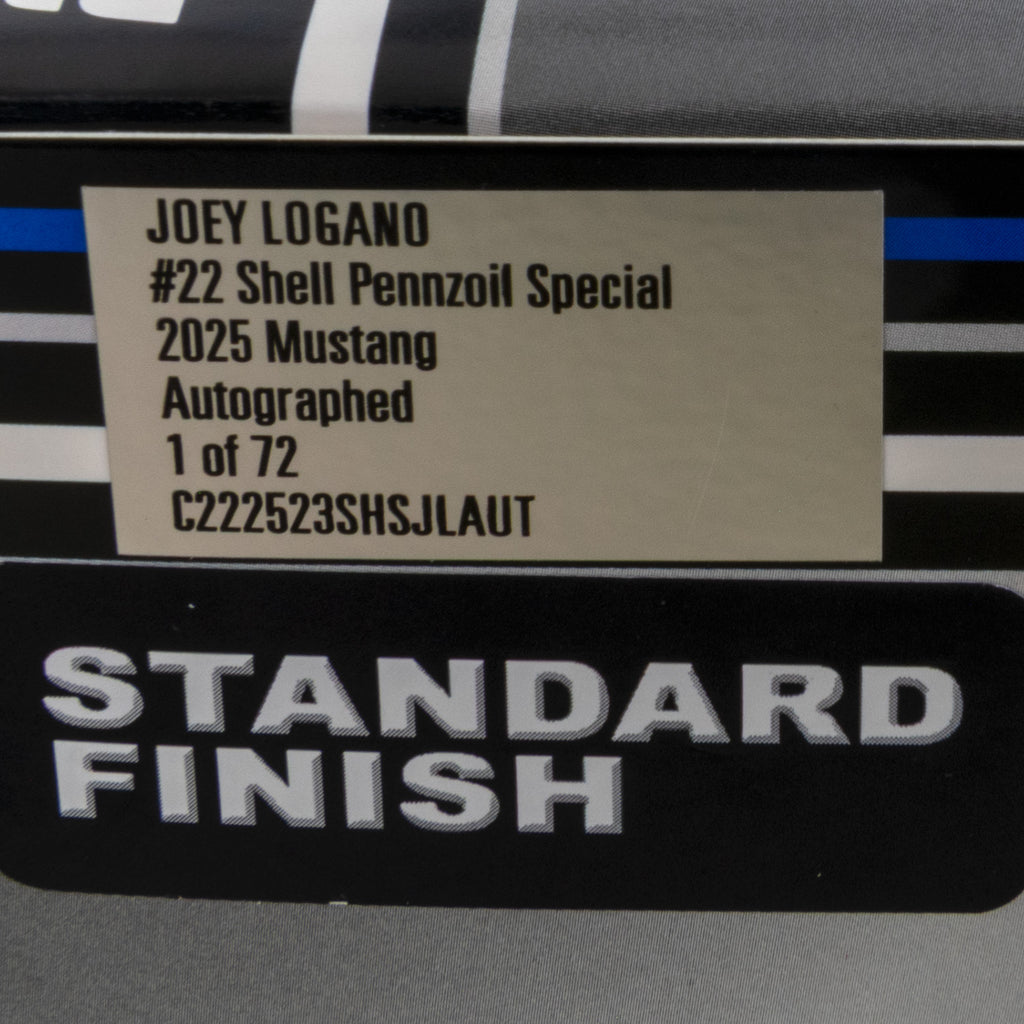 JOEY LOGANO
#22 Shell Pennzoil Special
2025 Mustang
Autographed
1 of 72
C222523SHSJLAUT
STANDARD
FINISH